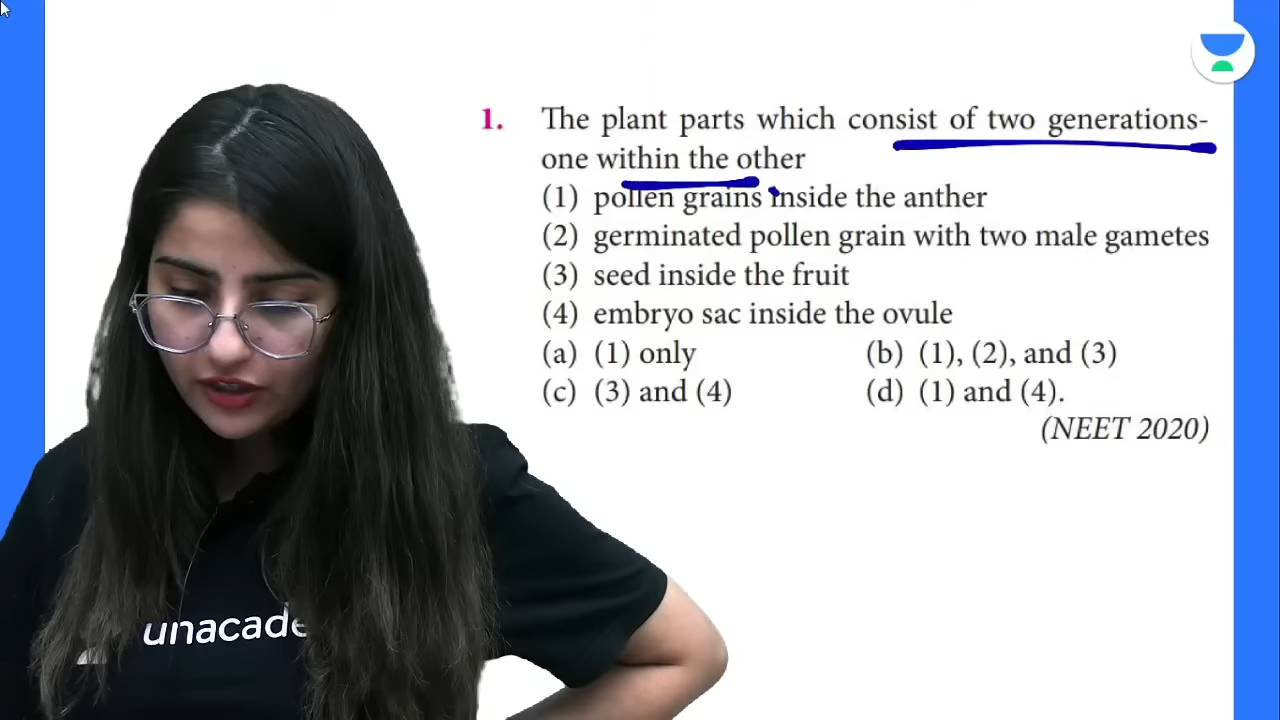 1. The plant parts which consist of two generations-
one within the other
(1) pollen grains inside the anther
(2) germinated pollen grain with two male gametes
(3) seed inside the fruit
(4) embryo sac inside the ovule
(a) (1) only (b) (1), (2), and (3)
(c) (3) and (4) (d) (1) and (4).
(NEET 2020)
unacade